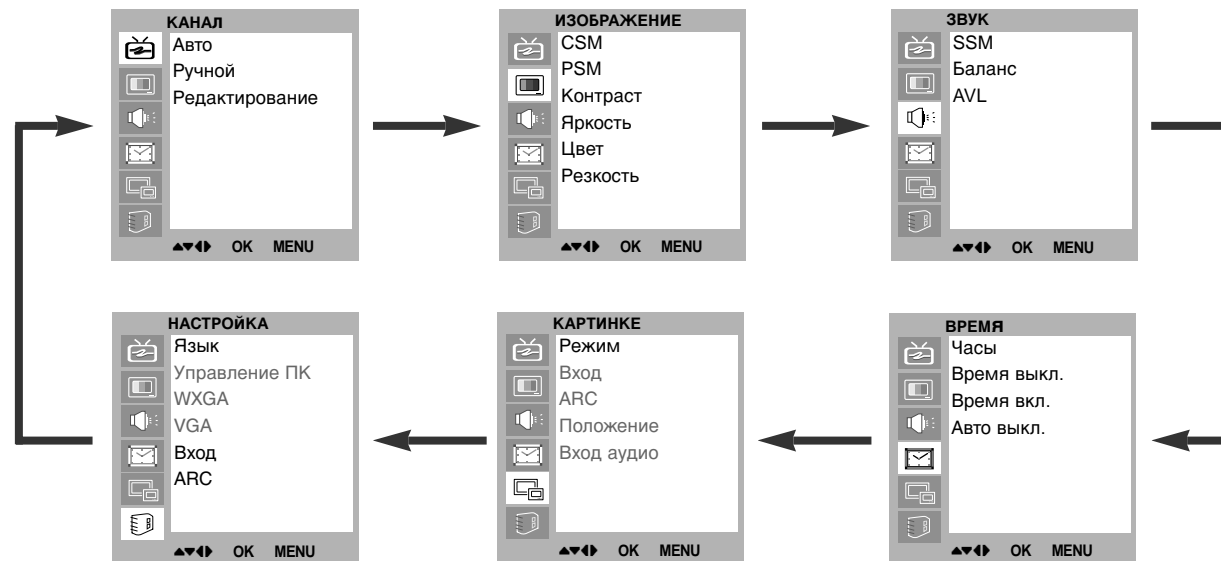 КАНАЛ
Авто
Ручной
Редактирование
▲▼◀▶ OK MENU
ИЗОБРАЖЕНИЕ
CSM
PSM
Контраст
Яркость
Цвет
Резкость
▲▼◀▶ OK MENU
ЗВУК
SSM
Баланс
AVL
▲▼◀▶ OK MENU
НАСТРОЙКА
Язык
Управление ПК
WXGA
VGA
Вход
ARC
▲▼◀▶ OK MENU
КАРТИНКЕ
Режим
Вход
ARC
Положение
Вход аудио
▲▼◀▶ OK MENU
ВРЕМЯ
Часы
Время выкл.
Время вкл.
Авто выкл.
▲▼◀▶ OK MENU